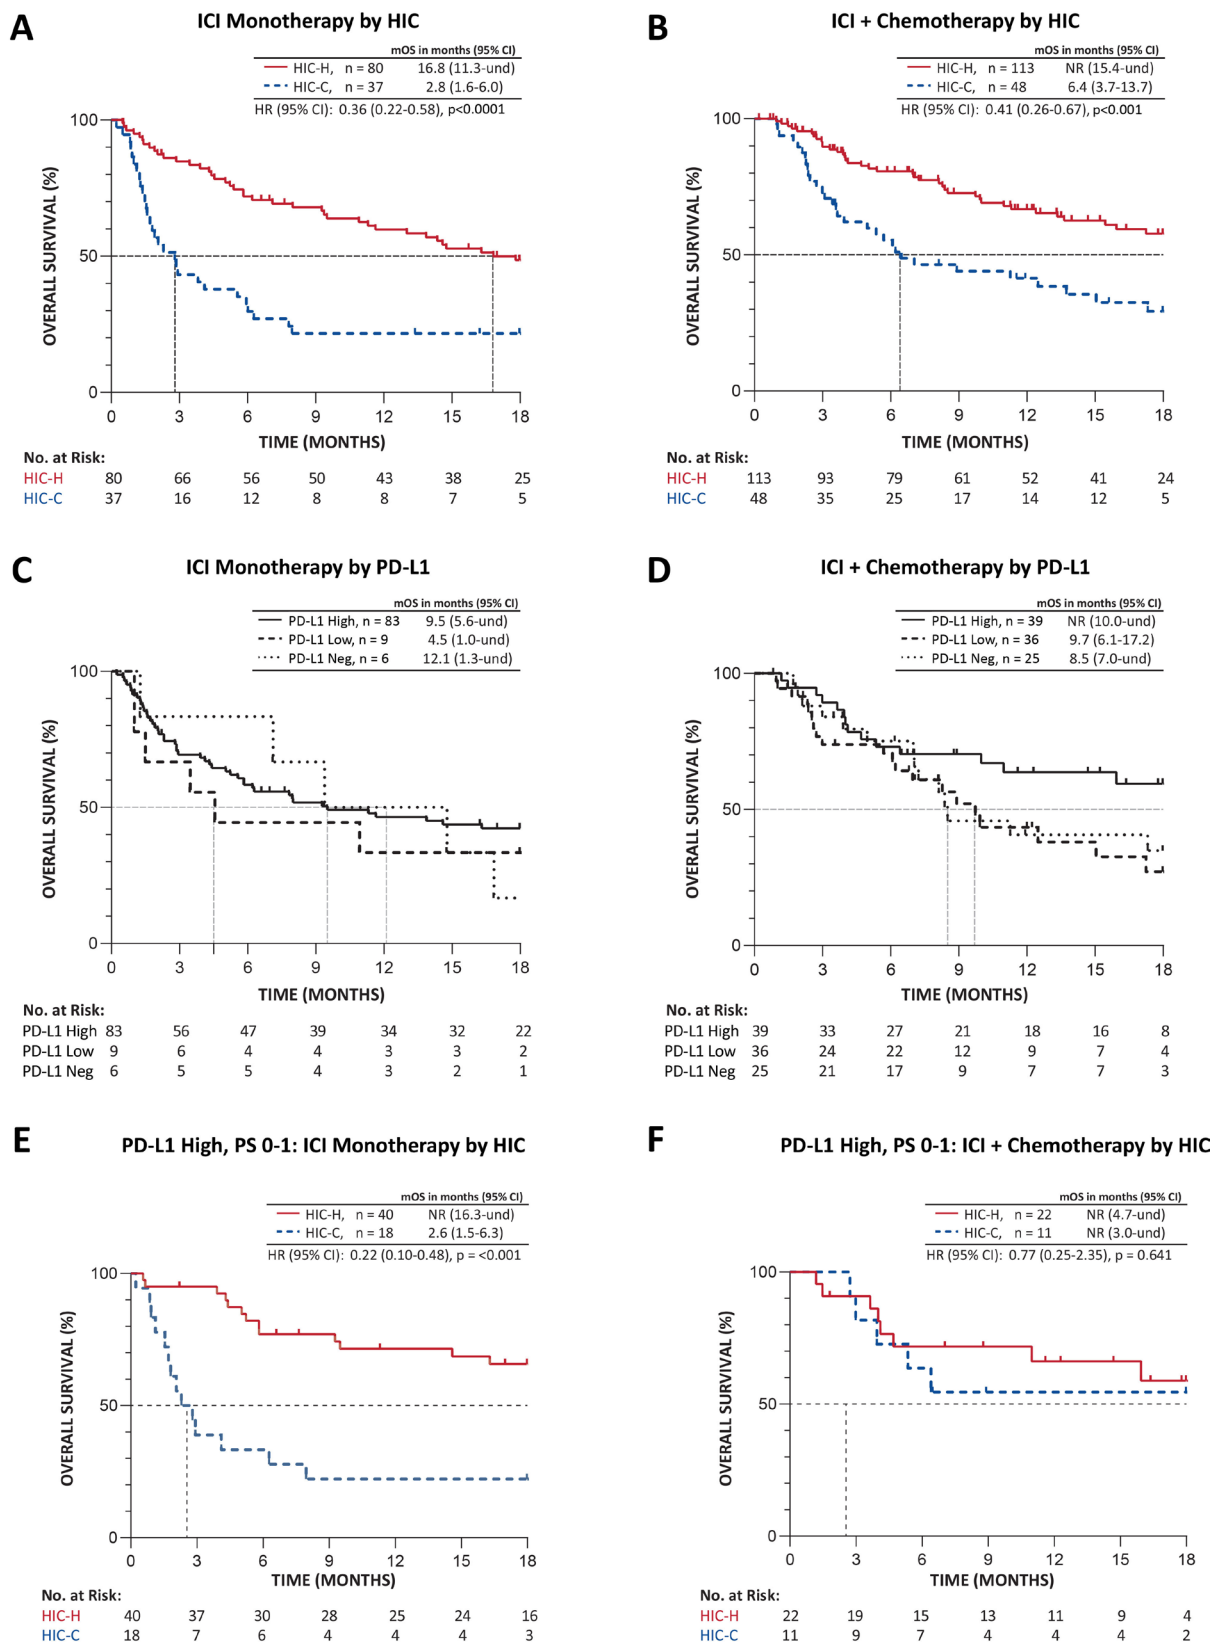 A
ICI Monotherapy by HIC
mOS in months (95% CI)
HIC-H, n = 80 16.8 (11.3-und)
HIC-C, n = 37 2.8 (1.6-6.0)
HR (95% CI): 0.36 (0.22-0.58), p<0.0001
OVERALL SURVIVAL (%)
100
50
0
0 3 6 9 12 15 18
TIME (MONTHS)
No. at Risk:
HIC-H 80 66 56 50 43 38 25
HIC-C 37 16 12 8 8 7 5
B
ICI + Chemotherapy by HIC
mOS in months (95% CI)
HIC-H, n = 113 NR (15.4-und)
HIC-C, n = 48 6.4 (3.7-13.7)
HR (95% CI): 0.41 (0.26-0.67), p<0.001
OVERALL SURVIVAL (%)
100
50
0
0 3 6 9 12 15 18
TIME (MONTHS)
No. at Risk:
HIC-H 113 93 79 61 52 41 24
HIC-C 48 35 25 17 14 12 5
C
ICI Monotherapy by PD-L1
mOS in months (95% CI)
PD-L1 High, n = 83 9.5 (5.6-und)
PD-L1 Low, n = 9 4.5 (1.0-und)
PD-L1 Neg, n = 6 12.1 (1.3-und)
OVERALL SURVIVAL (%)
100
50
0
0 3 6 9 12 15 18
TIME (MONTHS)
No. at Risk:
PD-L1 High 83 56 47 39 34 32 22
PD-L1 Low 9 6 4 4 3 3 2
PD-L1 Neg 6 5 5 4 3 2 1
D
ICI + Chemotherapy by PD-L1
mOS in months (95% CI)
PD-L1 High, n = 39 NR (10.0-und)
PD-L1 Low, n = 36 9.7 (6.1-17.2)
PD-L1 Neg, n = 25 8.5 (7.0-und)
OVERALL SURVIVAL (%)
100
50
0
0 3 6 9 12 15 18
TIME (MONTHS)
No. at Risk:
PD-L1 High 39 33 27 21 18 16 8
PD-L1 Low 36 24 22 12 9 7 4
PD-L1 Neg 25 21 17 9 7 7 3
E
PD-L1 High, PS 0-1: ICI Monotherapy by HIC
mOS in months (95% CI)
HIC-H, n = 40 NR (16.3-und)
HIC-C, n = 18 2.6 (1.5-6.3)
HR (95% CI): 0.22 (0.10-0.48), p = <0.001
OVERALL SURVIVAL (%)
100
50
0
0 3 6 9 12 15 18
TIME (MONTHS)
No. at Risk:
HIC-H 40 37 30 28 25 24 16
HIC-C 18 7 6 4 4 4 3
F
PD-L1 High, PS 0-1: ICI + Chemotherapy by HIC
mOS in months (95% CI)
HIC-H, n = 22 NR (4.7-und)
HIC-C, n = 11 NR (3.0-und)
HR (95% CI): 0.77 (0.25-2.35), p = 0.641
OVERALL SURVIVAL (%)
100
50
0
0 3 6 9 12 15 18
TIME (MONTHS)
No. at Risk:
HIC-H 22 19 15 13 11 9 4
HIC-C 11 9 7 4 4 4 2